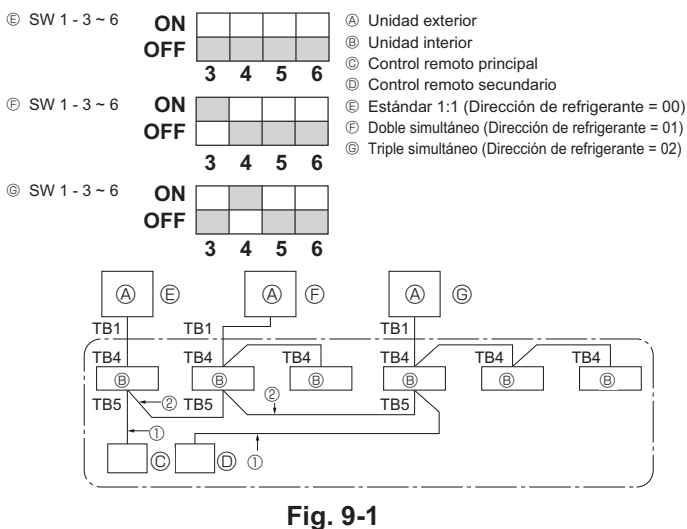 Ⓔ SW 1 - 3 ~ 6
ON
OFF
3 4 5 6
Ⓕ SW 1 - 3 ~ 6
ON
OFF
3 4 5 6
Ⓖ SW 1 - 3 ~ 6
ON
OFF
3 4 5 6
Ⓐ Unidad exterior
Ⓑ Unidad interior
Ⓒ Control remoto principal
Ⓓ Control remoto secundario
Ⓔ Estándar 1:1 (Dirección de refrigerante = 00)
Ⓕ Doble simultáneo (Dirección de refrigerante = 01)
Ⓖ Triple simultáneo (Dirección de refrigerante = 02)
Ⓐ Ⓔ Ⓐ Ⓕ Ⓐ Ⓖ
TB1 TB1 TB1
TB4 TB4 TB4 TB4 TB4 TB4
Ⓑ Ⓑ Ⓑ Ⓑ Ⓑ Ⓑ
TB5 ② TB5 ② TB5
① ①
Ⓒ Ⓓ
Fig. 9-1